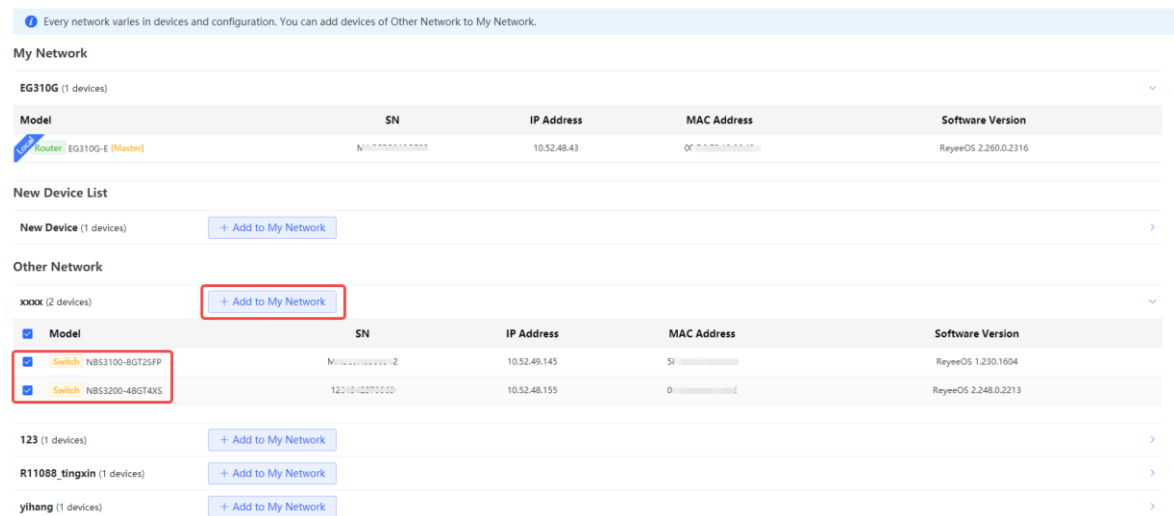 Every network varies in devices and configuration. You can add devices of Other Network to My Network.
My Network
EG310G (1 devices)
Model SN IP Address MAC Address Software Version
Local Router EG310G-E [Master] 10.52.48.43 ReyeeOS 2.260.0.2316
New Device List
New Device (1 devices) + Add to My Network
Other Network
xxxx (2 devices) + Add to My Network
Model SN IP Address MAC Address Software Version
Switch NBS3100-8GT2SFP 10.52.49.145 ReyeeOS 1.230.1604
Switch NBS3200-48GT4XS 10.52.48.155 ReyeeOS 2.248.0.2213
123 (1 devices) + Add to My Network
R11088_tingxin (1 devices) + Add to My Network
yihang (1 devices) + Add to My Network